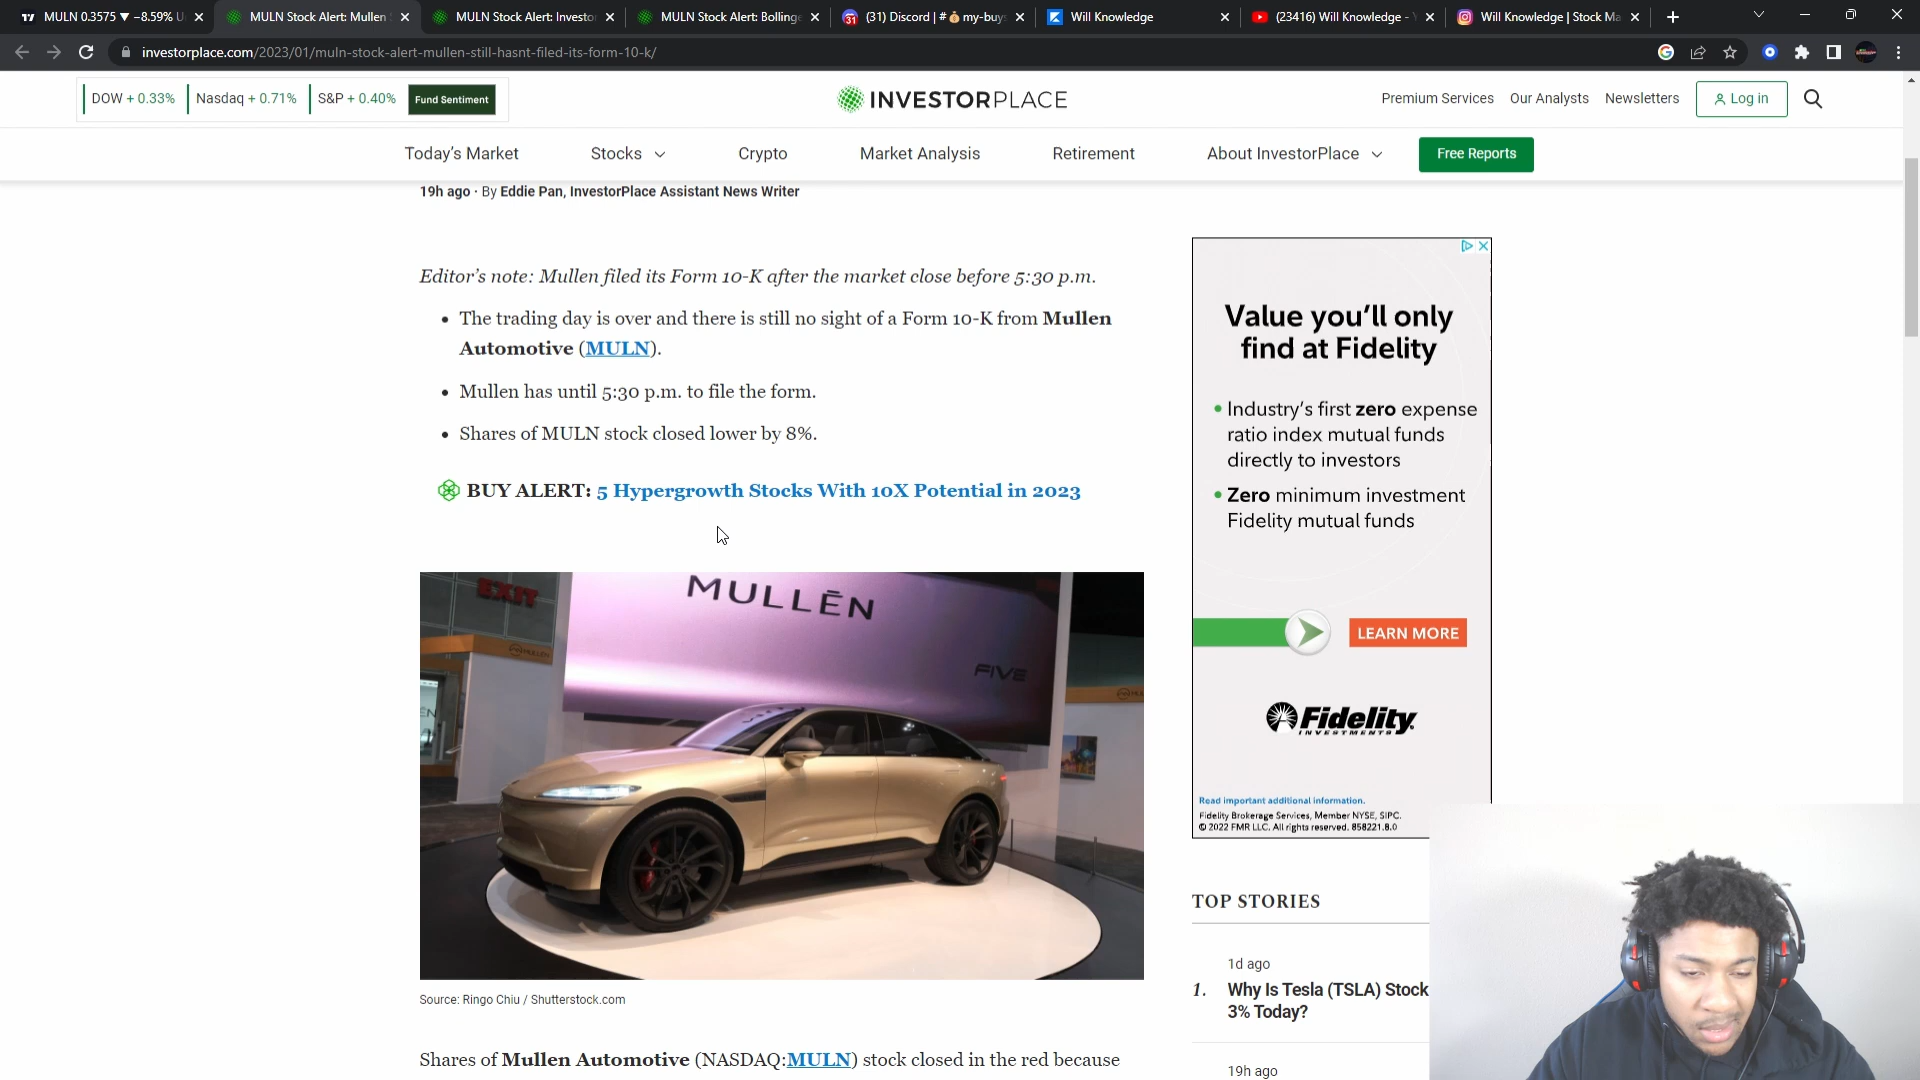 MULN 0.3575 ▼ −8.59% U
MULN Stock Alert: Mullen
MULN Stock Alert: Investor
MULN Stock Alert: Bollinge
(31) Discord | #💰my-buys
Will Knowledge
(23416) Will Knowledge - Y
Will Knowledge | Stock Ma
investorplace.com/2023/01/muln-stock-alert-mullen-still-hasnt-filed-its-form-10-k/
DOW + 0.33%
Nasdaq + 0.71%
S&P + 0.40%
Fund Sentiment
INVESTORPLACE
Premium Services
Our Analysts
Newsletters
Log in
Today's Market
Stocks
Crypto
Market Analysis
Retirement
About InvestorPlace
Free Reports
19h ago · By Eddie Pan, InvestorPlace Assistant News Writer
Editor's note: Mullen filed its Form 10-K after the market close before 5:30 p.m.
• The trading day is over and there is still no sight of a Form 10-K from Mullen
Automotive (MULN).
• Mullen has until 5:30 p.m. to file the form.
• Shares of MULN stock closed lower by 8%.
BUY ALERT: 5 Hypergrowth Stocks With 10X Potential in 2023
EXIT
MULLĒN
FIVE
Source: Ringo Chiu / Shutterstock.com
Shares of Mullen Automotive (NASDAQ:MULN) stock closed in the red because
Value you'll only
find at Fidelity
• Industry's first zero expense
ratio index mutual funds
directly to investors
• Zero minimum investment
Fidelity mutual funds
LEARN MORE
Fidelity
INVESTMENTS
Read important additional information.
Fidelity Brokerage Services, Member NYSE, SIPC.
© 2022 FMR LLC. All rights reserved. 858221.8.0
TOP STORIES
1d ago
1. Why Is Tesla (TSLA) Stock
3% Today?
19h ago